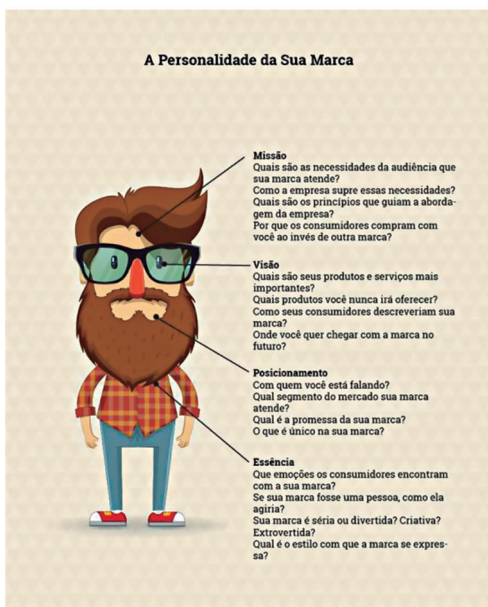 A Personalidade da Sua Marca
Missão
Quais são as necessidades da audiência que
sua marca atende?
Como a empresa supre essas necessidades?
Quais são os princípios que guiam a aborda-
gem da empresa?
Por que os consumidores compram com
você ao invés de outra marca?
Visão
Quais são seus produtos e serviços mais
importantes?
Quais produtos você nunca irá oferecer?
Como seus consumidores descreveriam sua
marca?
Onde você quer chegar com a marca no
futuro?
Posicionamento
Com quem você está falando?
Qual segmento do mercado sua marca
atende?
Qual é a promessa da sua marca?
O que é único na sua marca?
Essência
Que emoções os consumidores encontram
com a sua marca?
Se sua marca fosse uma pessoa, como ela
agiria?
Sua marca é séria ou divertida? Criativa?
Extrovertida?
Qual é o estilo com que a marca se expres-
sa?